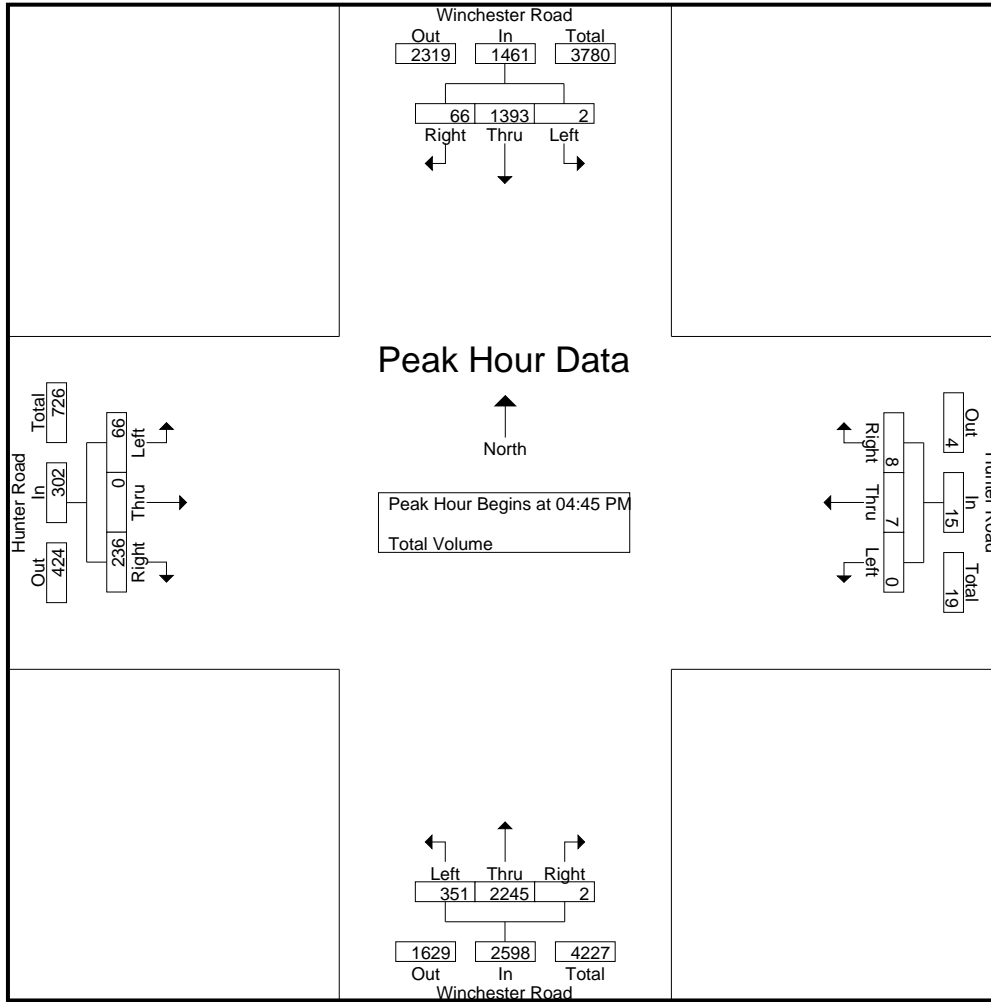 Winchester Road
Out In Total
2319 1461 3780
66 1393 2
Right Thru Left
Peak Hour Data
North
Peak Hour Begins at 04:45 PM
Total Volume
Hunter Road
Total In Out
726 302 424
66 0 236
Left Thru Right
Hunter Road
Out In Total
4 15 19
8 7 0
Right Thru Left
Left Thru Right
351 2245 2
1629 2598 4227
Out In Total
Winchester Road